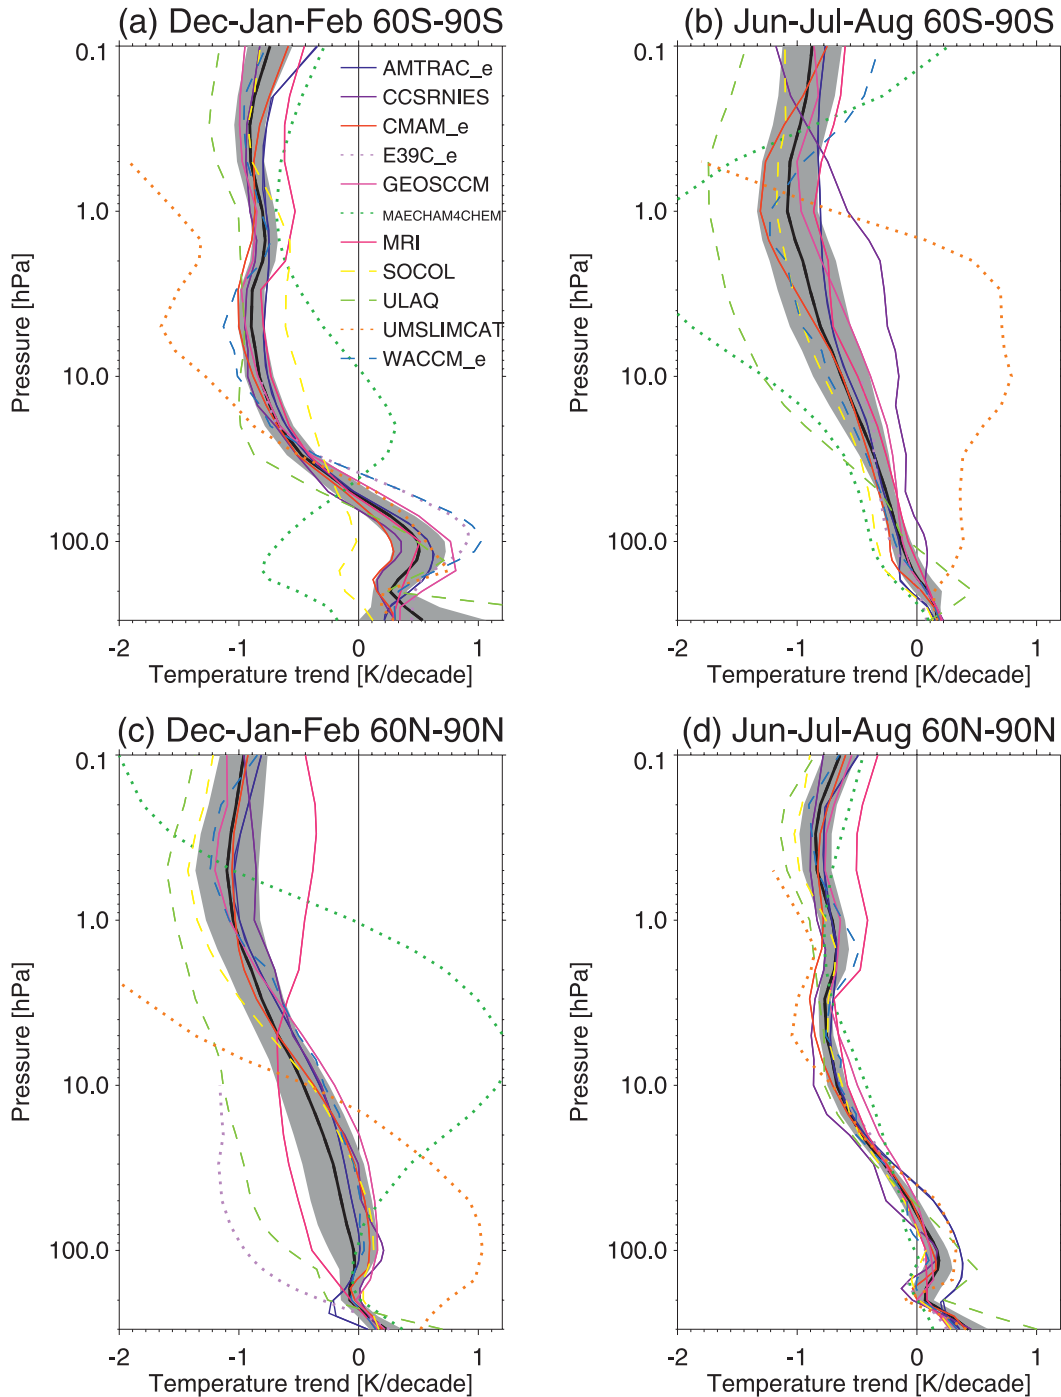 (a) Dec-Jan-Feb 60S-90S
0.1
1.0
10.0
100.0
Pressure [hPa]
AMTRAC_e
CCSRNIES
CMAM_e
E39C_e
GEOSCCM
MAECHAM4CHEM
MRI
SOCOL
ULAQ
UMSLIMCAT
WACCM_e
-2 -1 0 1
Temperature trend [K/decade]
(b) Jun-Jul-Aug 60S-90S
0.1
1.0
10.0
100.0
Pressure [hPa]
-2 -1 0 1
Temperature trend [K/decade]
(c) Dec-Jan-Feb 60N-90N
0.1
1.0
10.0
100.0
Pressure [hPa]
-2 -1 0 1
Temperature trend [K/decade]
(d) Jun-Jul-Aug 60N-90N
0.1
1.0
10.0
100.0
Pressure [hPa]
-2 -1 0 1
Temperature trend [K/decade]